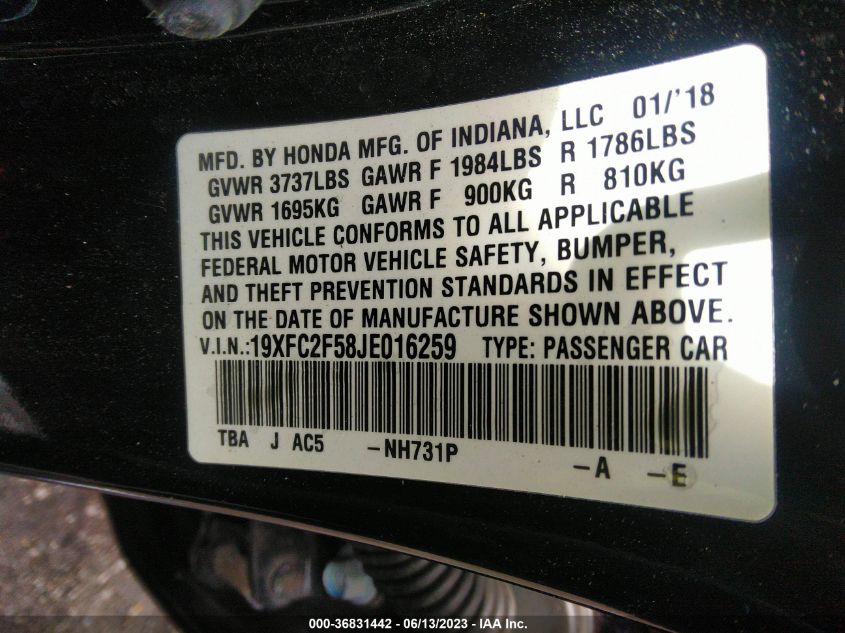 MFD. BY HONDA MFG. OF INDIANA, LLC 01/'18
GVWR 3737LBS GAWR F 1984LBS R 1786LBS
GVWR 1695KG GAWR F 900KG R 810KG
THIS VEHICLE CONFORMS TO ALL APPLICABLE
FEDERAL MOTOR VEHICLE SAFETY, BUMPER,
AND THEFT PREVENTION STANDARDS IN EFFECT
ON THE DATE OF MANUFACTURE SHOWN ABOVE.
V.I.N.:19XFC2F58JE016259 TYPE: PASSENGER CAR
TBA J AC5 -NH731P -A -E
000-36831442 - 06/13/2023 - IAA Inc.